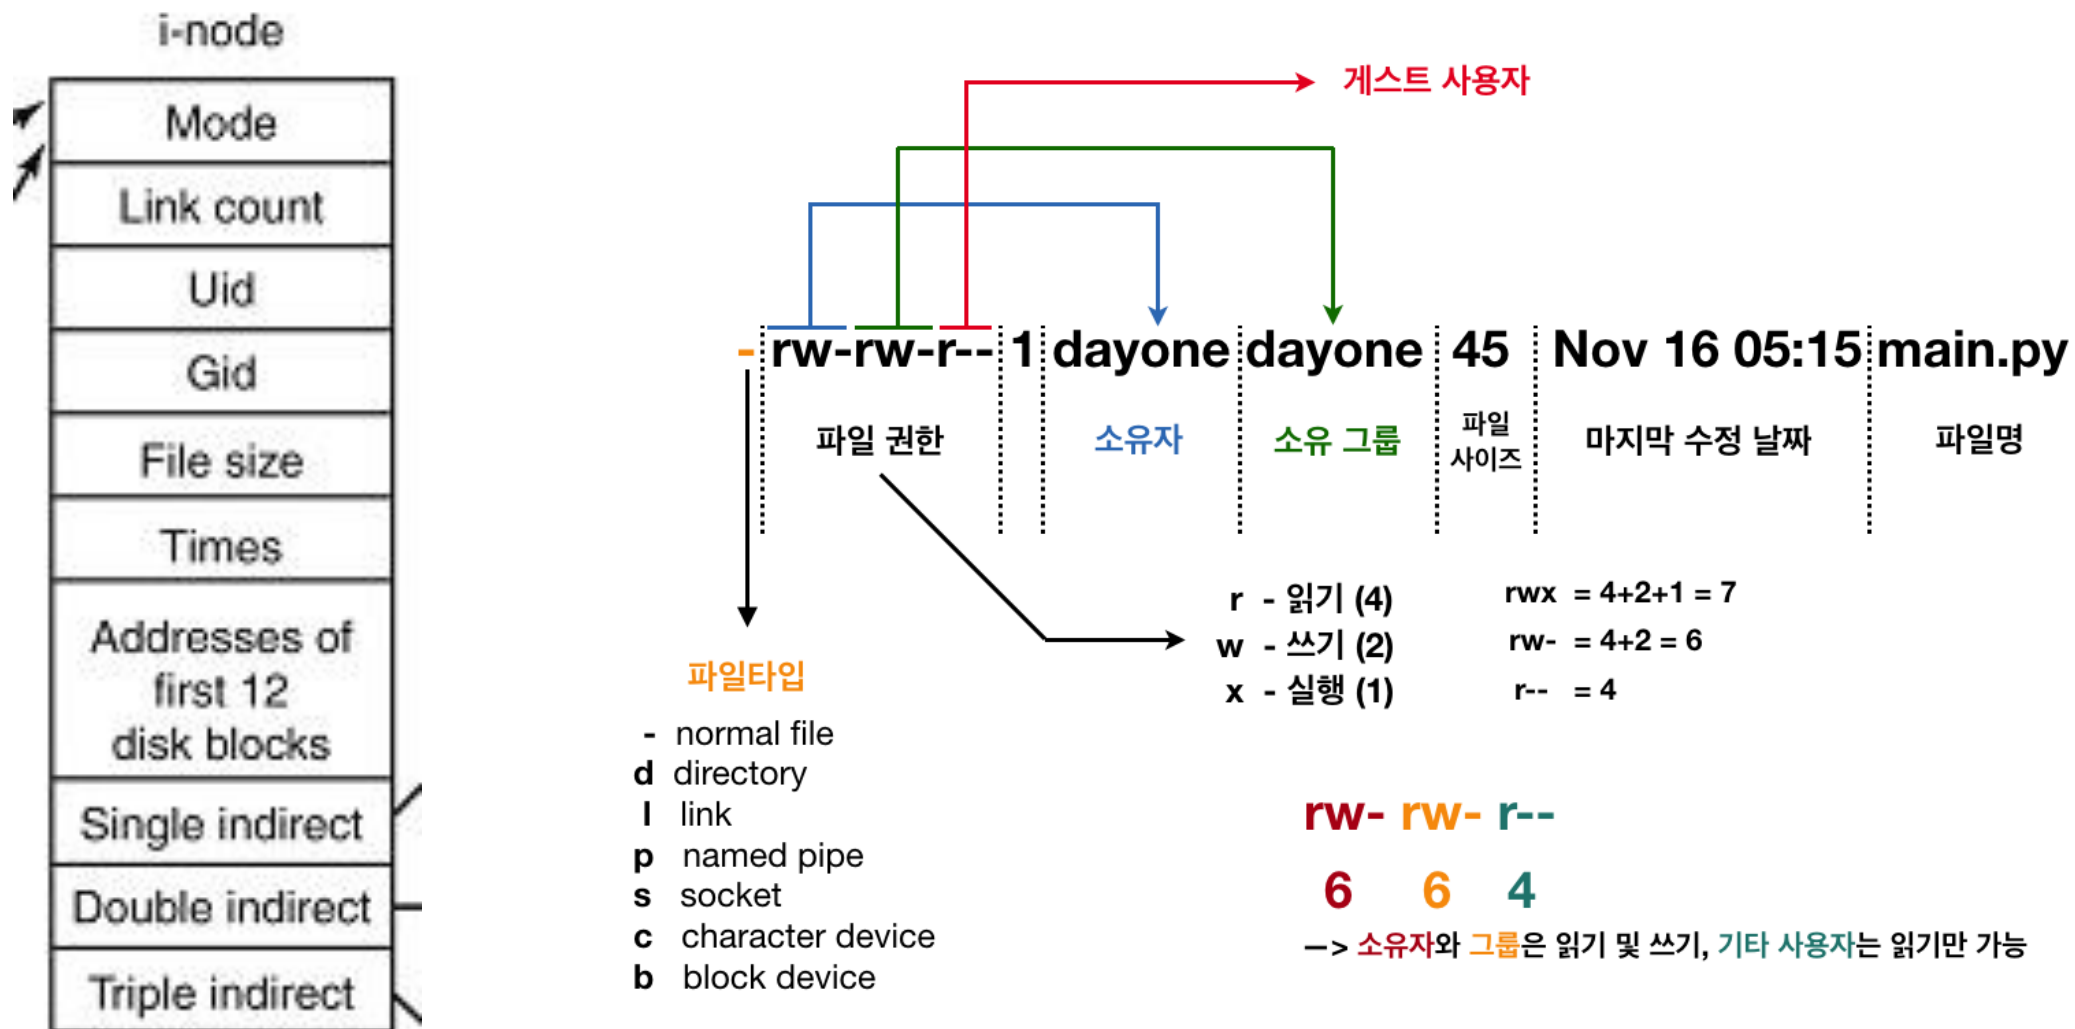 i-node
Mode
Link count
Uid
Gid
File size
Times
Addresses of
first 12
disk blocks
Single indirect
Double indirect
Triple indirect
게스트 사용자
- rw-rw-r-- 1 dayone dayone 45 Nov 16 05:15 main.py
파일 권한
소유자
소유 그룹
파일
사이즈
마지막 수정 날짜
파일명
r - 읽기 (4)
w - 쓰기 (2)
x - 실행 (1)
rwx = 4+2+1 = 7
rw- = 4+2 = 6
r-- = 4
파일타입
- normal file
d directory
l link
p named pipe
s socket
c character device
b block device
rw- rw- r--
6 6 4
—> 소유자와 그룹은 읽기 및 쓰기, 기타 사용자는 읽기만 가능